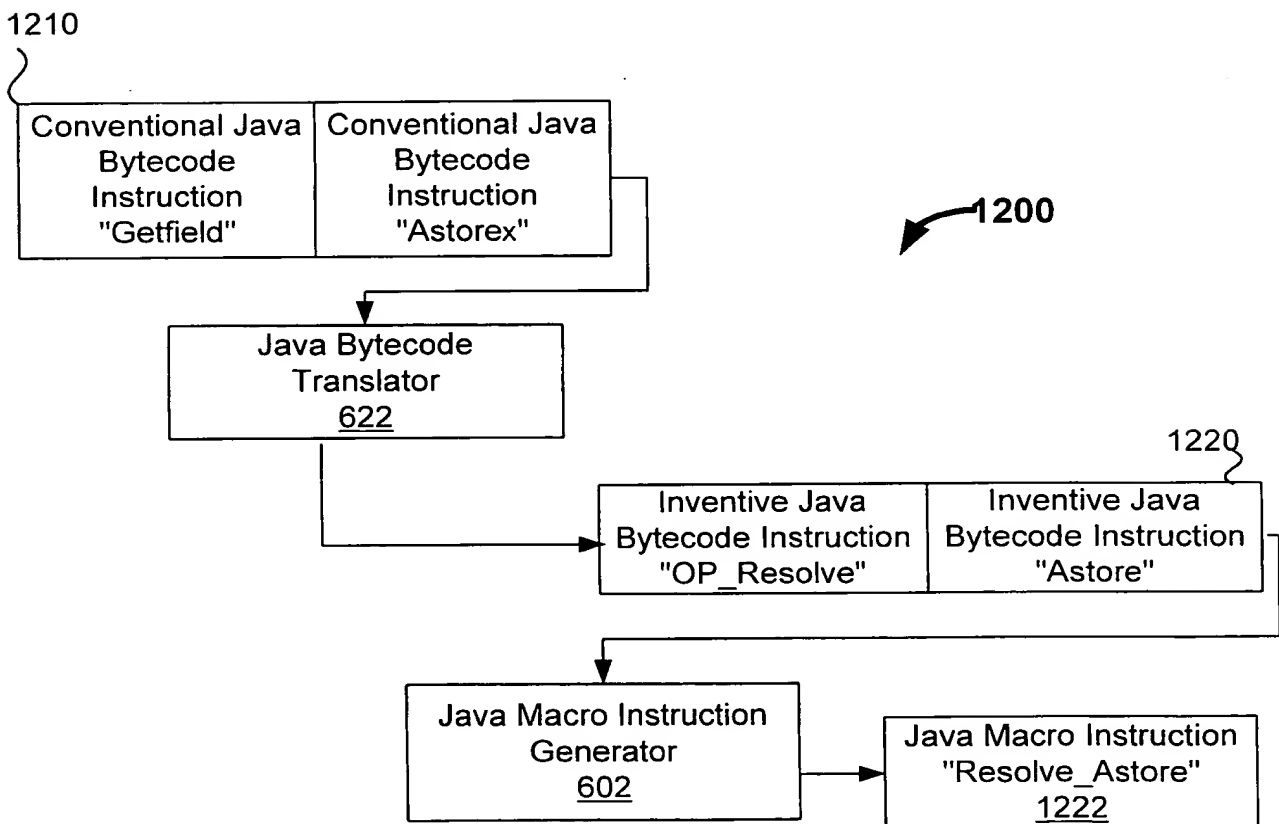 1210
Conventional Java
Bytecode
Instruction
"Getfield"
Conventional Java
Bytecode
Instruction
"Astorex"
1200
Java Bytecode
Translator
622
1220
Inventive Java
Bytecode Instruction
"OP_Resolve"
Inventive Java
Bytecode Instruction
"Astore"
Java Macro Instruction
Generator
602
Java Macro Instruction
"Resolve_Astore"
1222